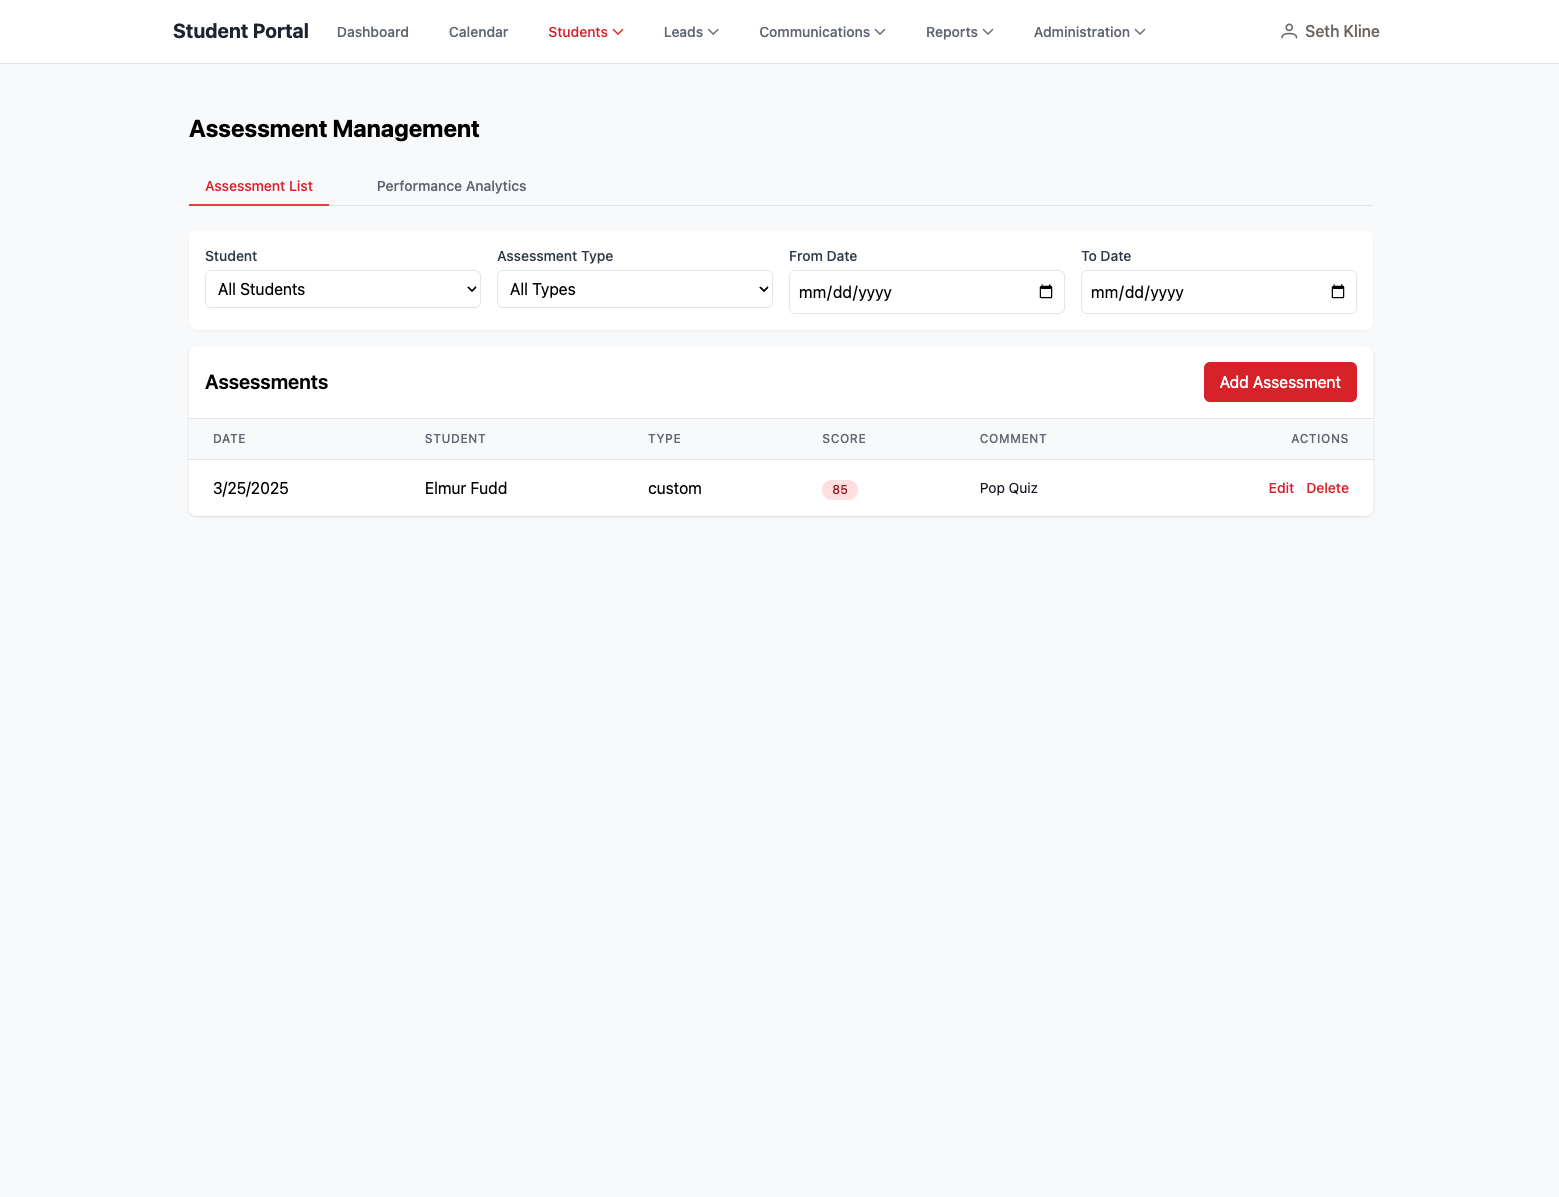 Student Portal Dashboard Calendar Students Leads Communications Reports Administration Seth Kline
Assessment Management
Assessment List Performance Analytics
Student Assessment Type From Date To Date
All Students All Types mm/dd/yyyy mm/dd/yyyy
Assessments Add Assessment
DATE STUDENT TYPE SCORE COMMENT ACTIONS
3/25/2025 Elmur Fudd custom 85 Pop Quiz Edit Delete